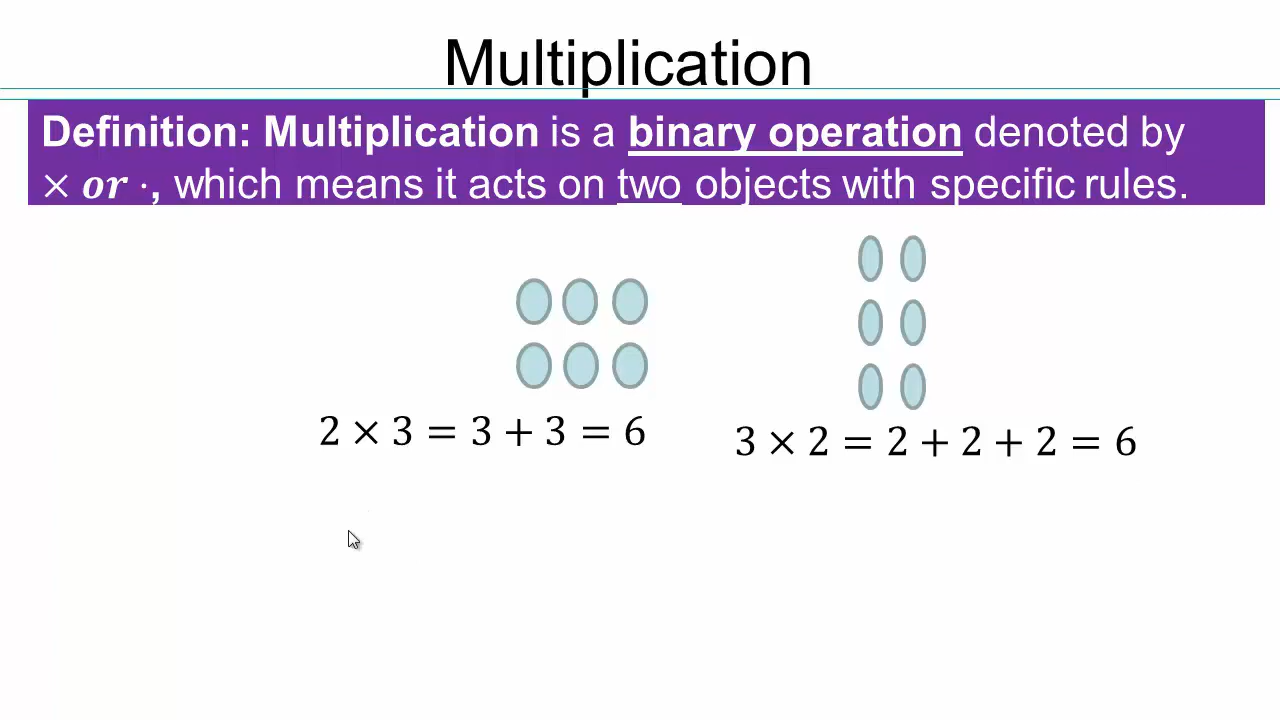 Multiplication
Definition: Multiplication is a binary operation denoted by
× or ·, which means it acts on two objects with specific rules.
2 × 3 = 3 + 3 = 6
3 × 2 = 2 + 2 + 2 = 6